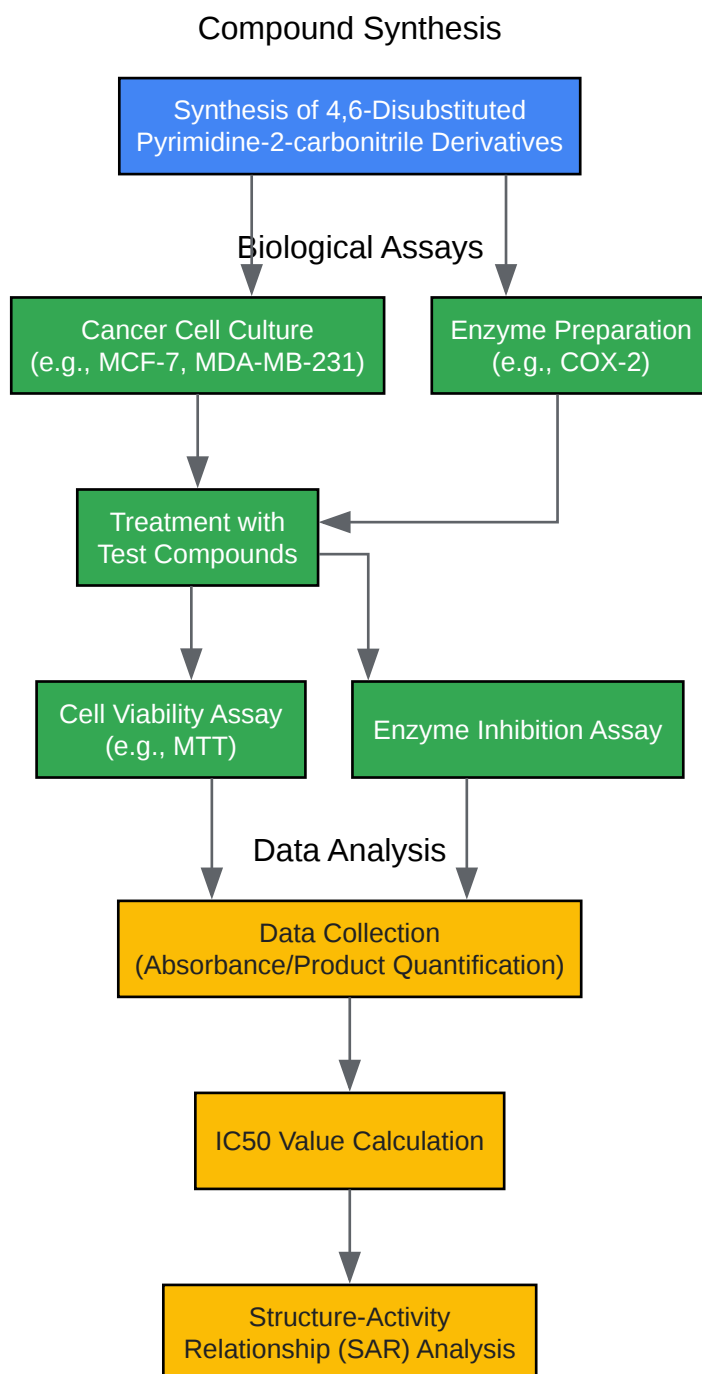 Compound Synthesis
Synthesis of 4,6-Disubstituted
Pyrimidine-2-carbonitrile Derivatives
Biological Assays
Cancer Cell Culture
(e.g., MCF-7, MDA-MB-231)
Enzyme Preparation
(e.g., COX-2)
Treatment with
Test Compounds
Cell Viability Assay
(e.g., MTT)
Enzyme Inhibition Assay
Data Analysis
Data Collection
(Absorbance/Product Quantification)
IC50 Value Calculation
Structure-Activity
Relationship (SAR) Analysis